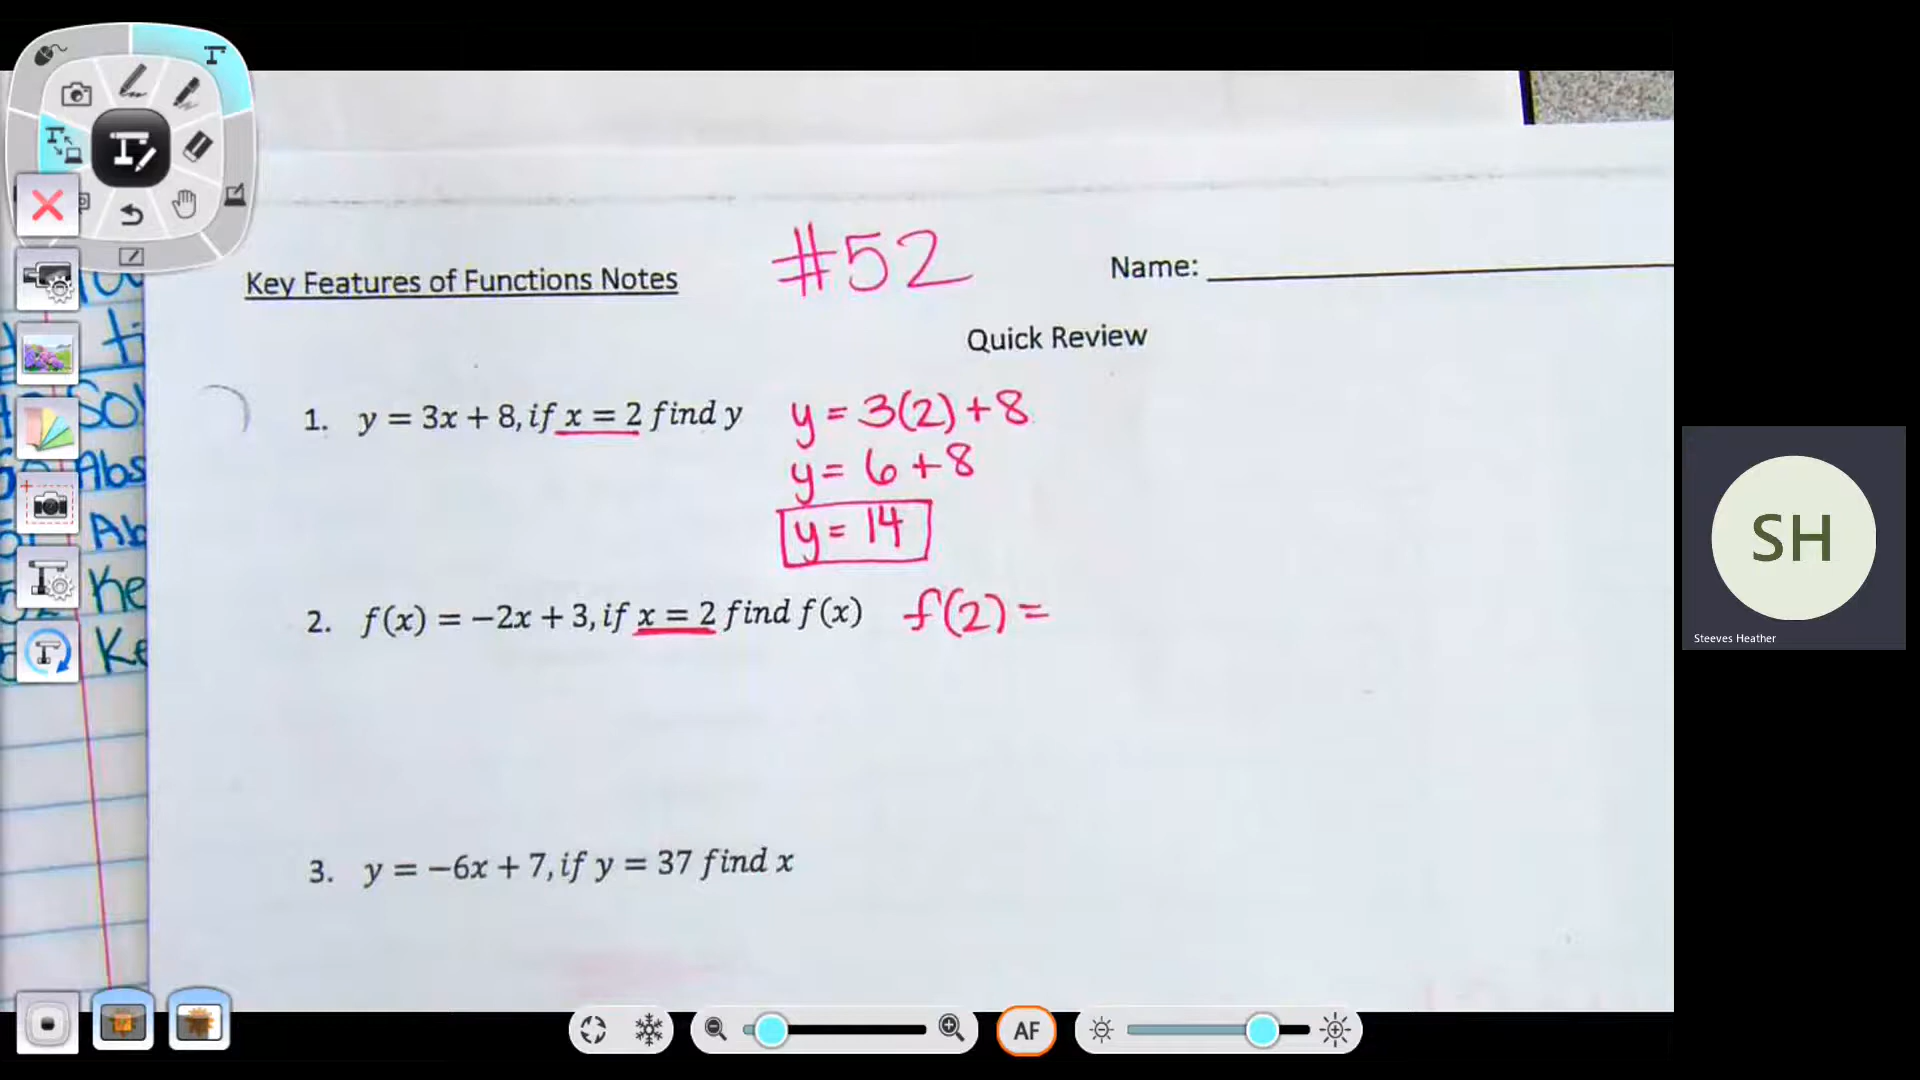 #52
Key Features of Functions Notes
Name:
Quick Review
1. y = 3x + 8, if x = 2 find y
y = 3(2) + 8
y = 6 + 8
y = 14
2. f(x) = −2x + 3, if x = 2 find f(x)
f(2) =
3. y = −6x + 7, if y = 37 find x
SH
Steeves Heather
AF